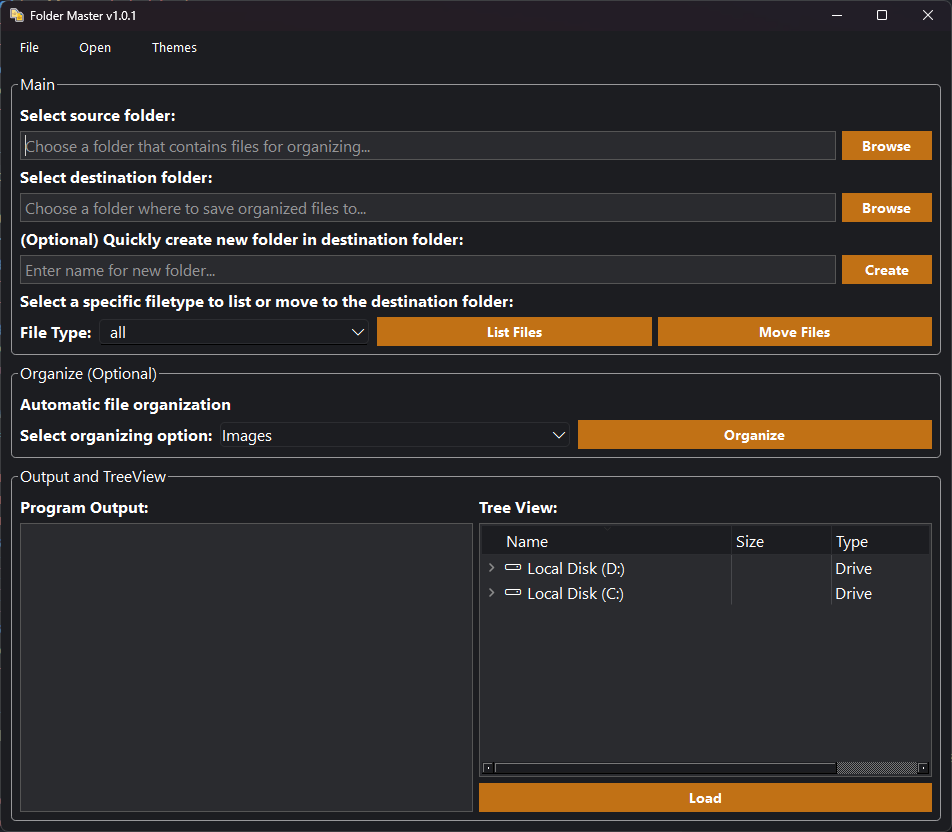 Folder Master v1.0.1
File Open Themes
Main
Select source folder:
Choose a folder that contains files for organizing...
Browse
Select destination folder:
Choose a folder where to save organized files to...
Browse
(Optional) Quickly create new folder in destination folder:
Enter name for new folder...
Create
Select a specific filetype to list or move to the destination folder:
File Type: all
List Files
Move Files
Organize (Optional)
Automatic file organization
Select organizing option: Images
Organize
Output and TreeView
Program Output:
Tree View:
Name Size Type
Local Disk (D:) Drive
Local Disk (C:) Drive
Load